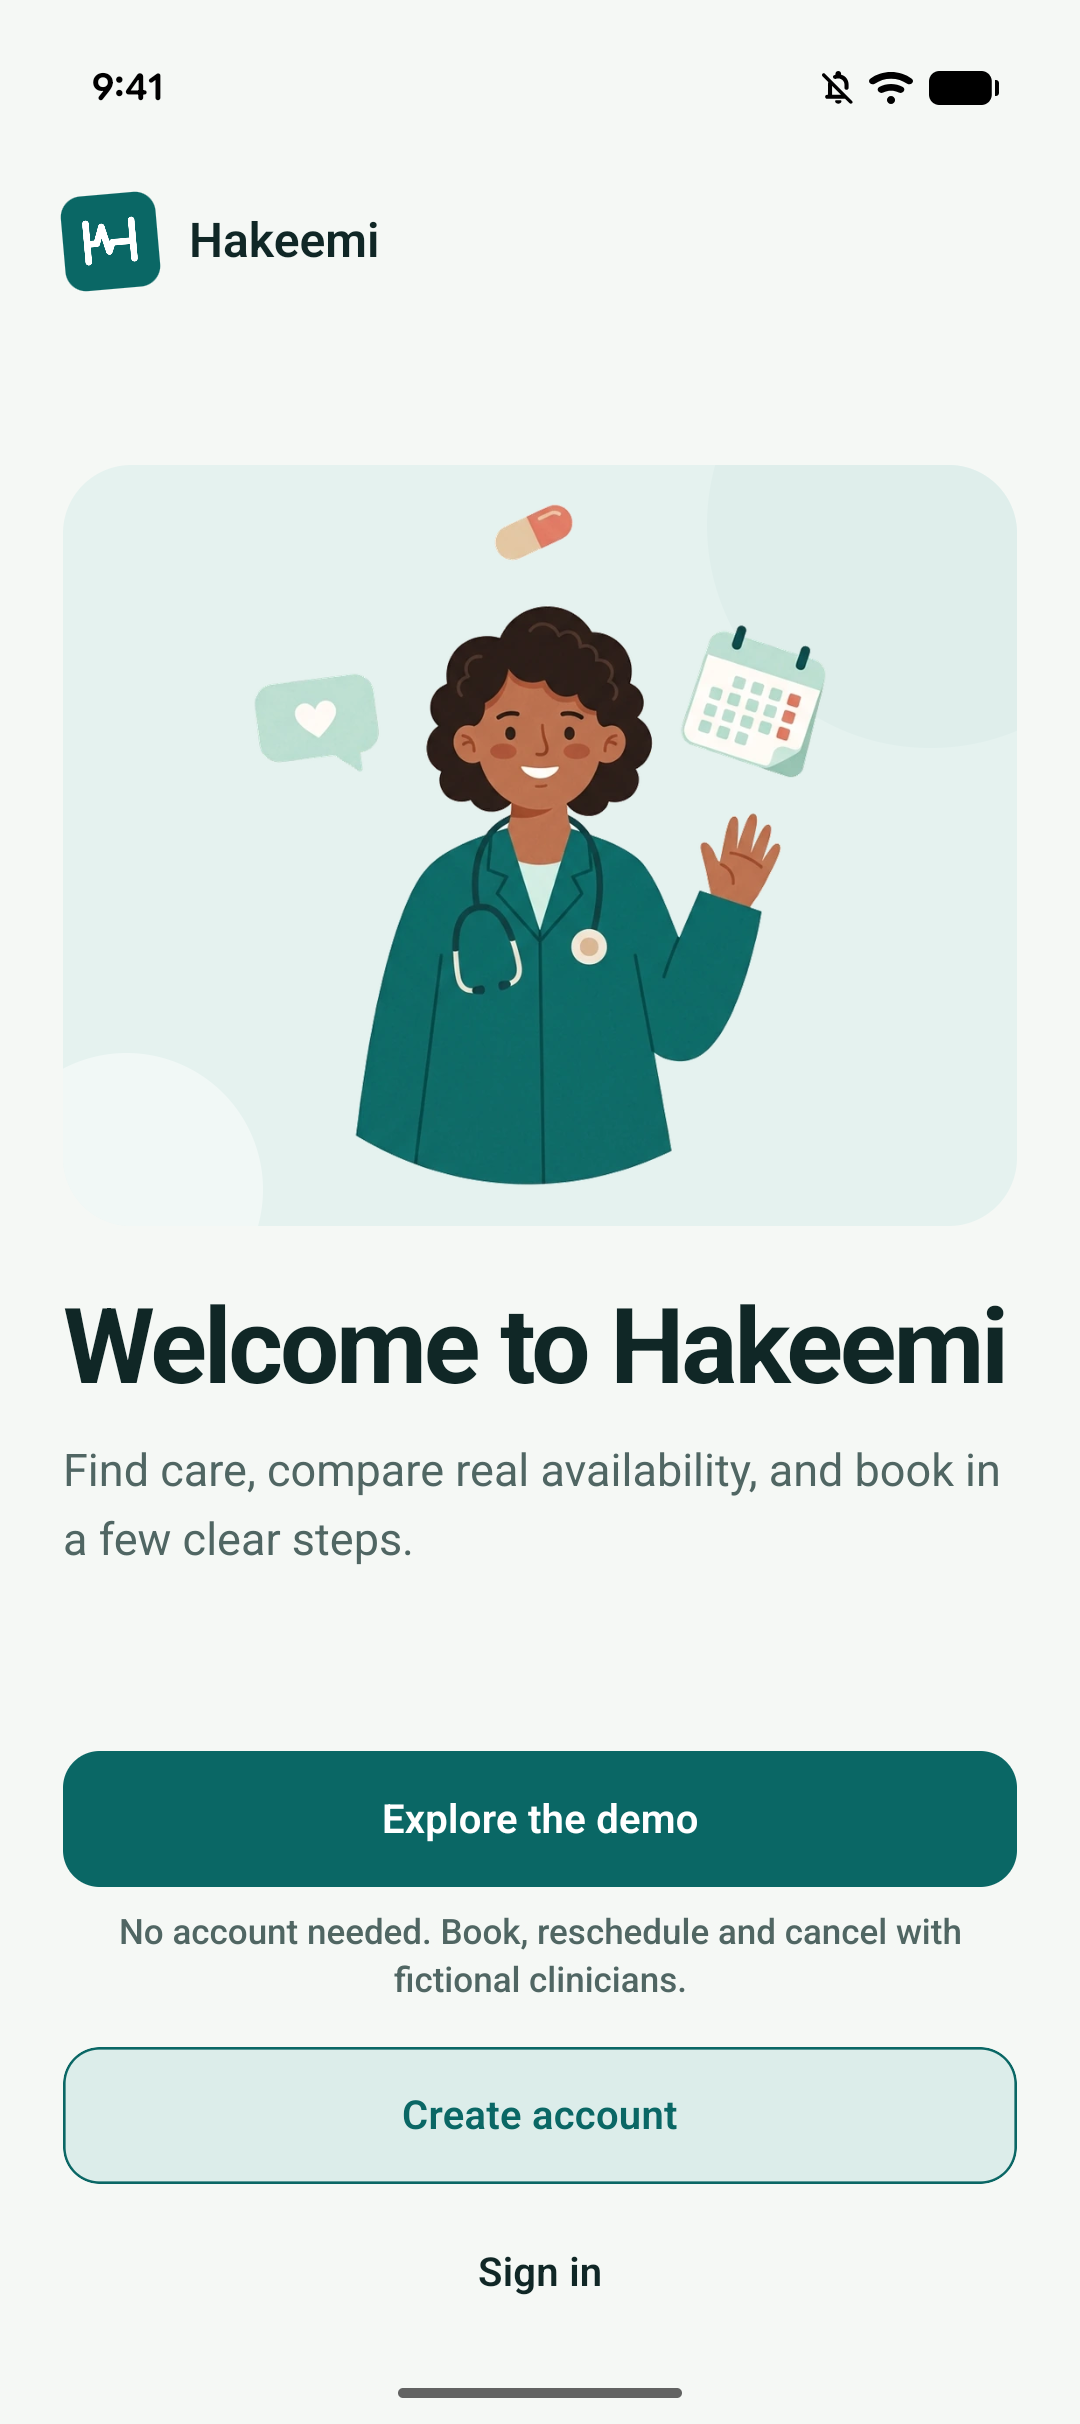 9:41
Hakeemi
Welcome to Hakeemi
Find care, compare real availability, and book in
a few clear steps.
Explore the demo
No account needed. Book, reschedule and cancel with
fictional clinicians.
Create account
Sign in